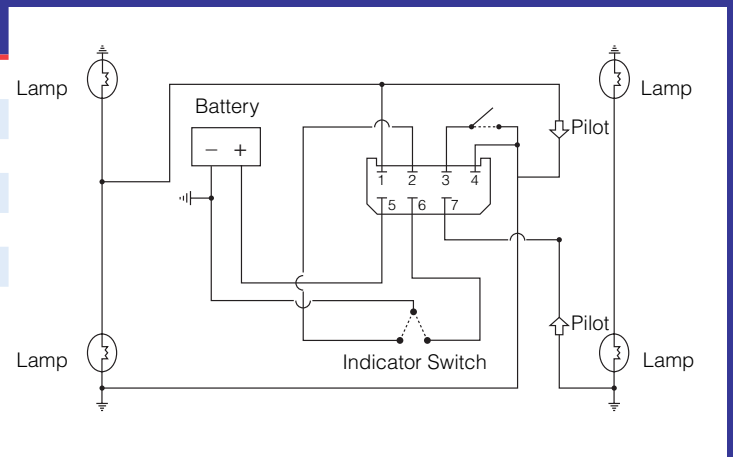 Lamp
Lamp
Battery
− +
Pilot
1 2 3 4
5 6 7
Pilot
Lamp
Indicator Switch
Lamp